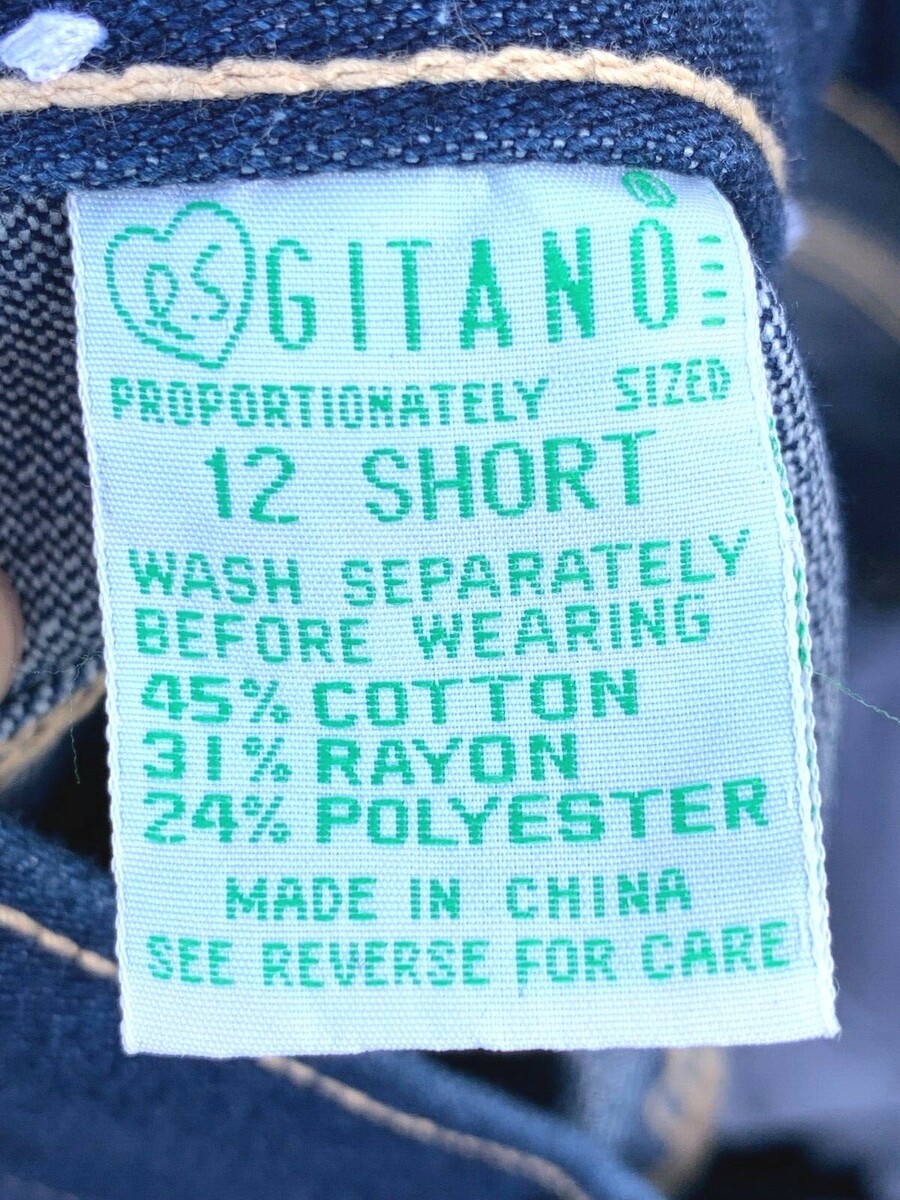 PS GITANO®
PROPORTIONATELY SIZED
12 SHORT
WASH SEPARATELY
BEFORE WEARING
45% COTTON
31% RAYON
24% POLYESTER
MADE IN CHINA
SEE REVERSE FOR CARE